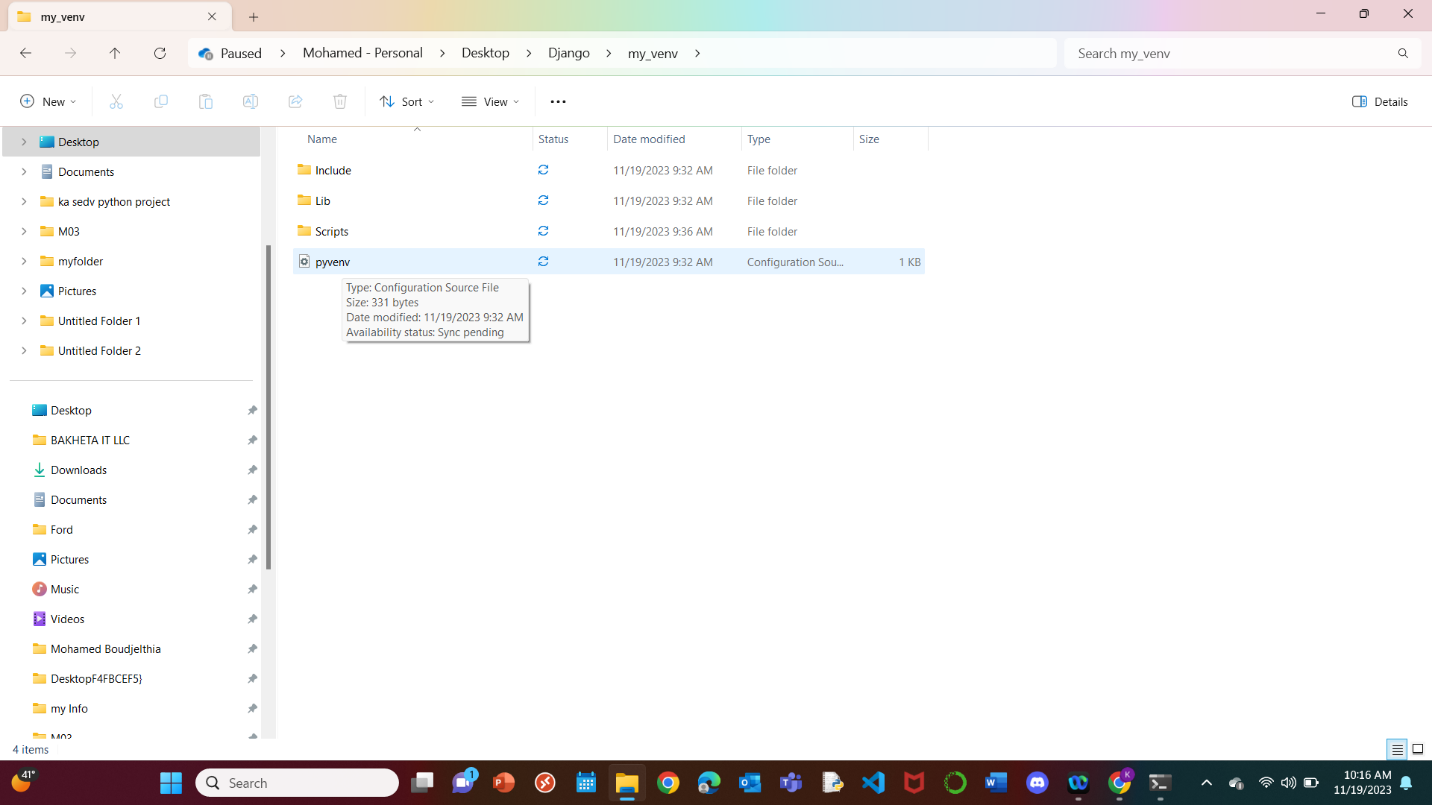 my_venv
Paused > Mohamed - Personal > Desktop > Django > my_venv >
Search my_venv
New
Sort
View
Details
Desktop
Documents
ka sedv python project
M03
myfolder
Pictures
Untitled Folder 1
Untitled Folder 2
Desktop
BAKHETA IT LLC
Downloads
Documents
Ford
Pictures
Music
Videos
Mohamed Boudjelthia
DesktopF4FBCEF5}
my Info
M03
Name Status Date modified Type Size
Include 11/19/2023 9:32 AM File folder
Lib 11/19/2023 9:32 AM File folder
Scripts 11/19/2023 9:36 AM File folder
pyvenv 11/19/2023 9:32 AM Configuration Sou... 1 KB
Type: Configuration Source File
Size: 331 bytes
Date modified: 11/19/2023 9:32 AM
Availability status: Sync pending
4 items
41°
Search
1
K
10:16 AM
11/19/2023